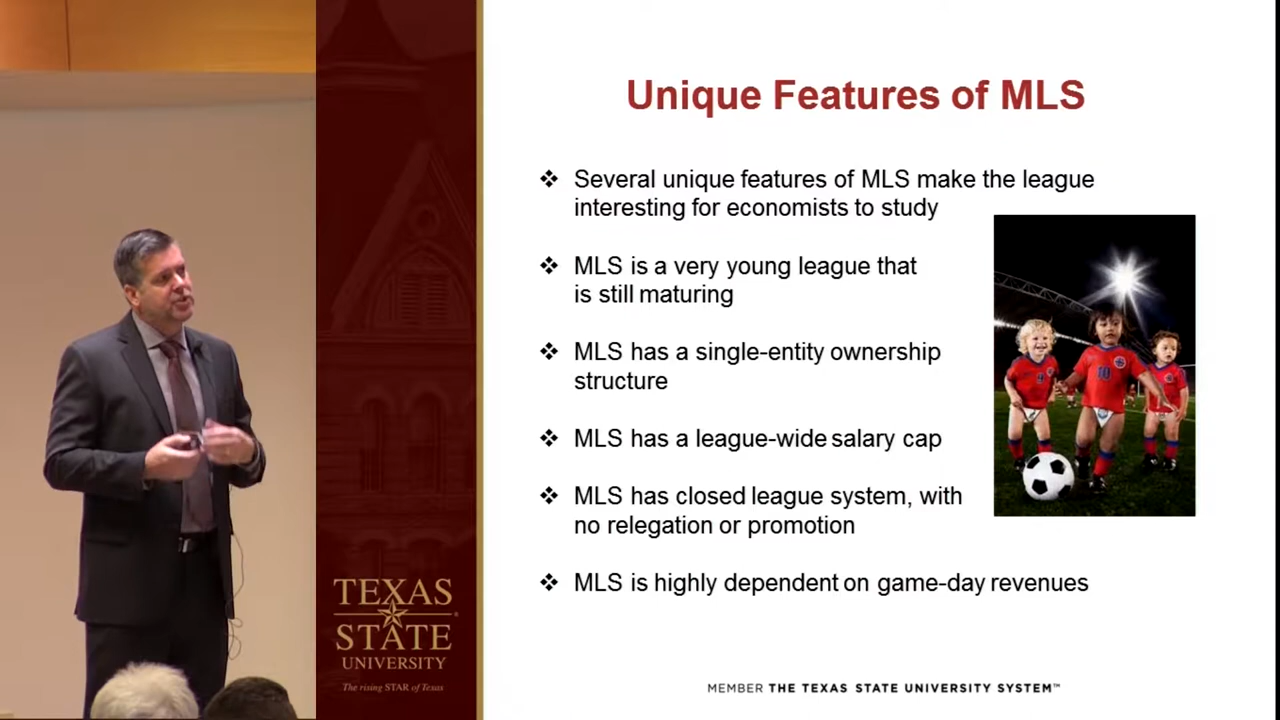 Unique Features of MLS
❖ Several unique features of MLS make the league
interesting for economists to study
❖ MLS is a very young league that
is still maturing
❖ MLS has a single-entity ownership
structure
❖ MLS has a league-wide salary cap
❖ MLS has closed league system, with
no relegation or promotion
❖ MLS is highly dependent on game-day revenues
TEXAS
STATE
UNIVERSITY
The rising STAR of Texas
MEMBER THE TEXAS STATE UNIVERSITY SYSTEM™
10